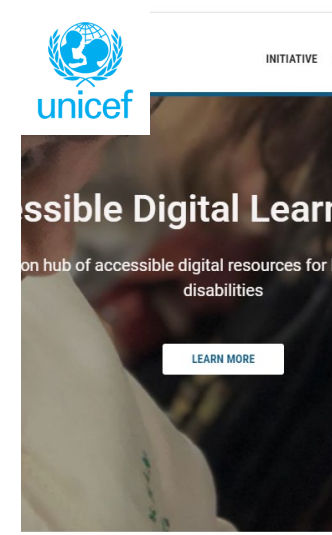 unicef
INITIATIVE
ssible Digital Lear
on hub of accessible digital resources for
disabilities
LEARN MORE